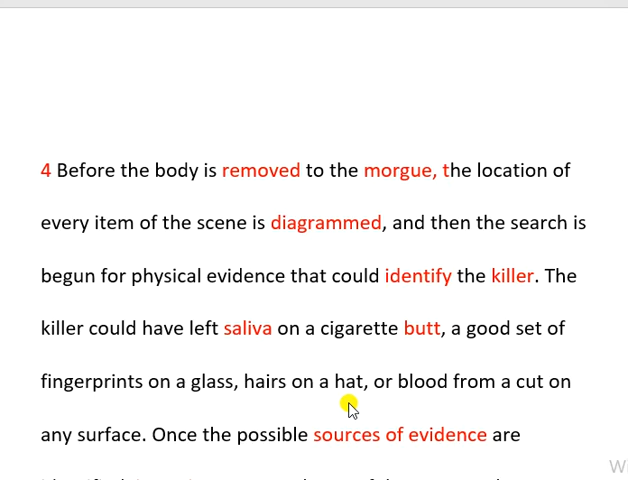 4 Before the body is removed to the morgue, the location of
every item of the scene is diagrammed, and then the search is
begun for physical evidence that could identify the killer. The
killer could have left saliva on a cigarette butt, a good set of
fingerprints on a glass, hairs on a hat, or blood from a cut on
any surface. Once the possible sources of evidence are